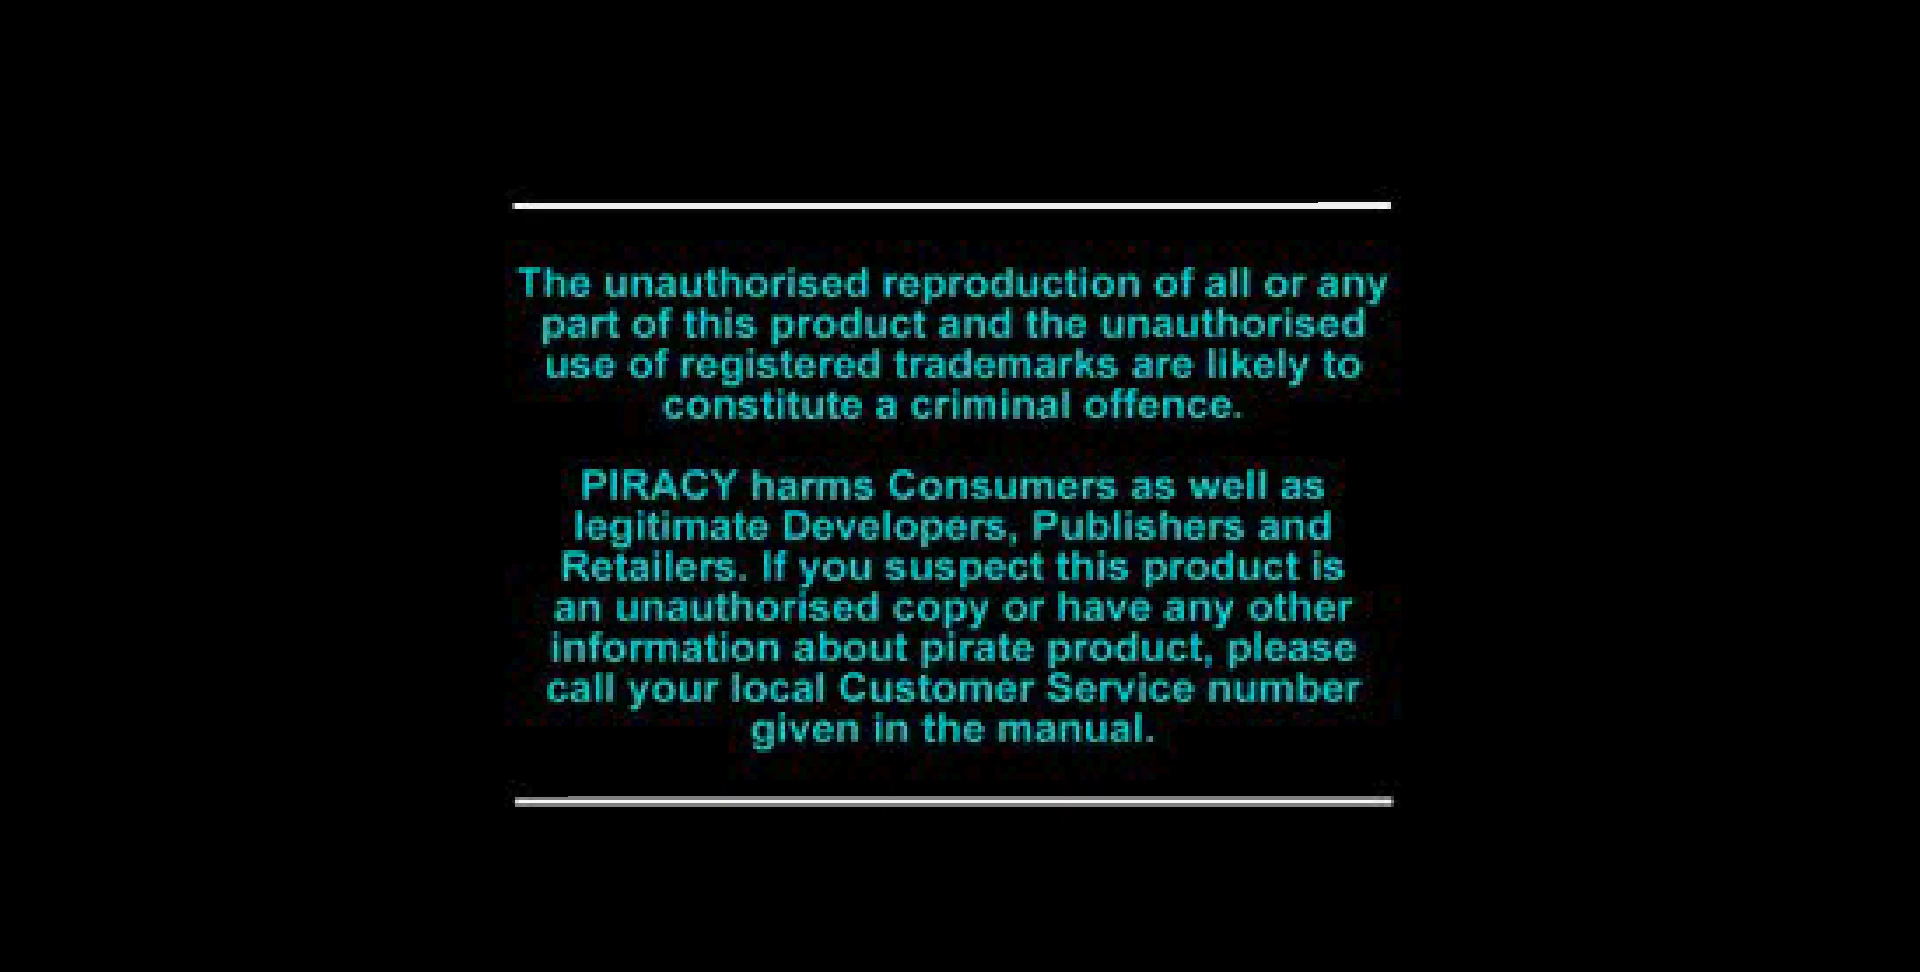 The unauthorised reproduction of all or any
part of this product and the unauthorised
use of registered trademarks are likely to
constitute a criminal offence.
PIRACY harms Consumers as well as
legitimate Developers, Publishers and
Retailers. If you suspect this product is
an unauthorised copy or have any other
information about pirate product, please
call your local Customer Service number
given in the manual.